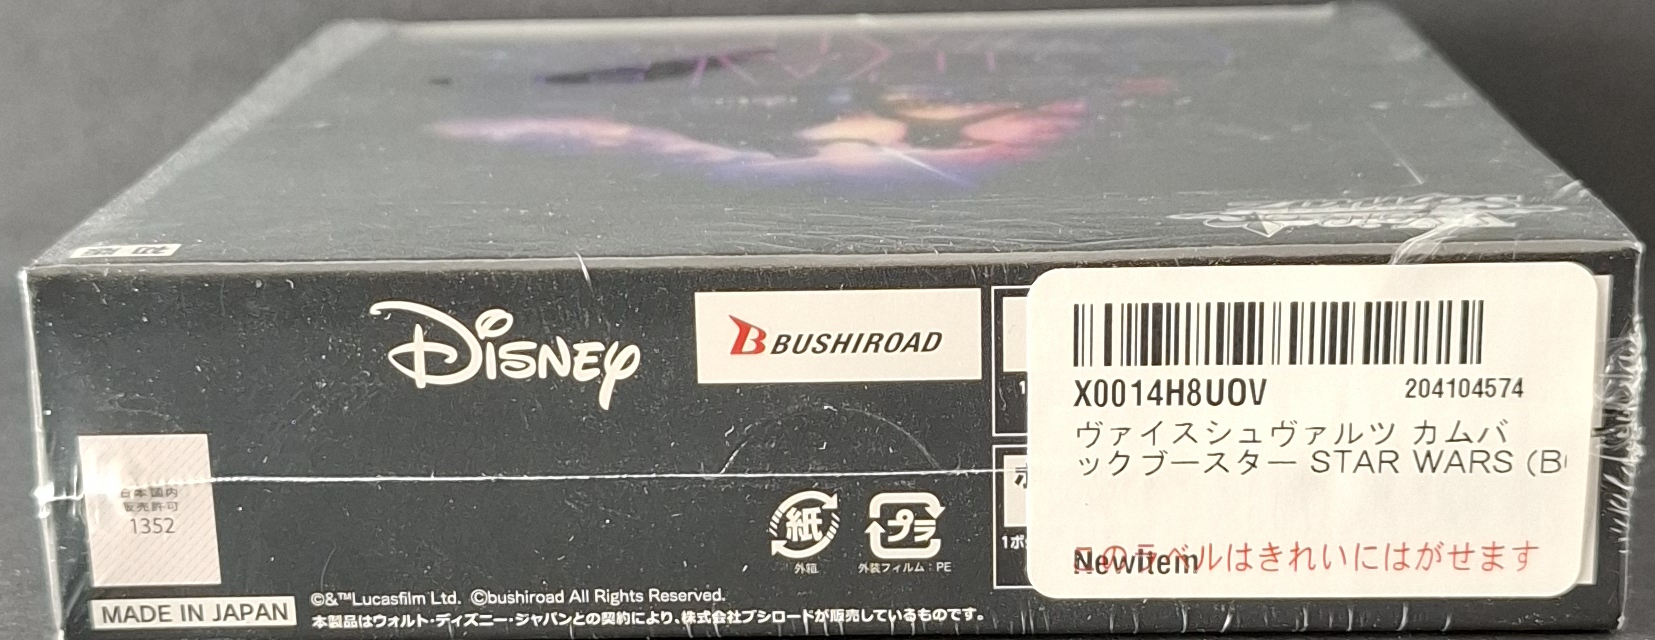 Disney
BUSHIROAD
X0014H8UOV
204104574
ヴァイスシュヴァルツ カムバ
ックブースター STAR WARS (B
Newitem
のラベルはきれいにはがせます
日本国内
販売許可
1352
紙
外箱
プラ
外装フィルム:PE
MADE IN JAPAN
©&™Lucasfilm Ltd. ©bushiroad All Rights Reserved.
本製品はウォルト・ディズニー・ジャパンとの契約により、株式会社ブシロードが販売しているものです。